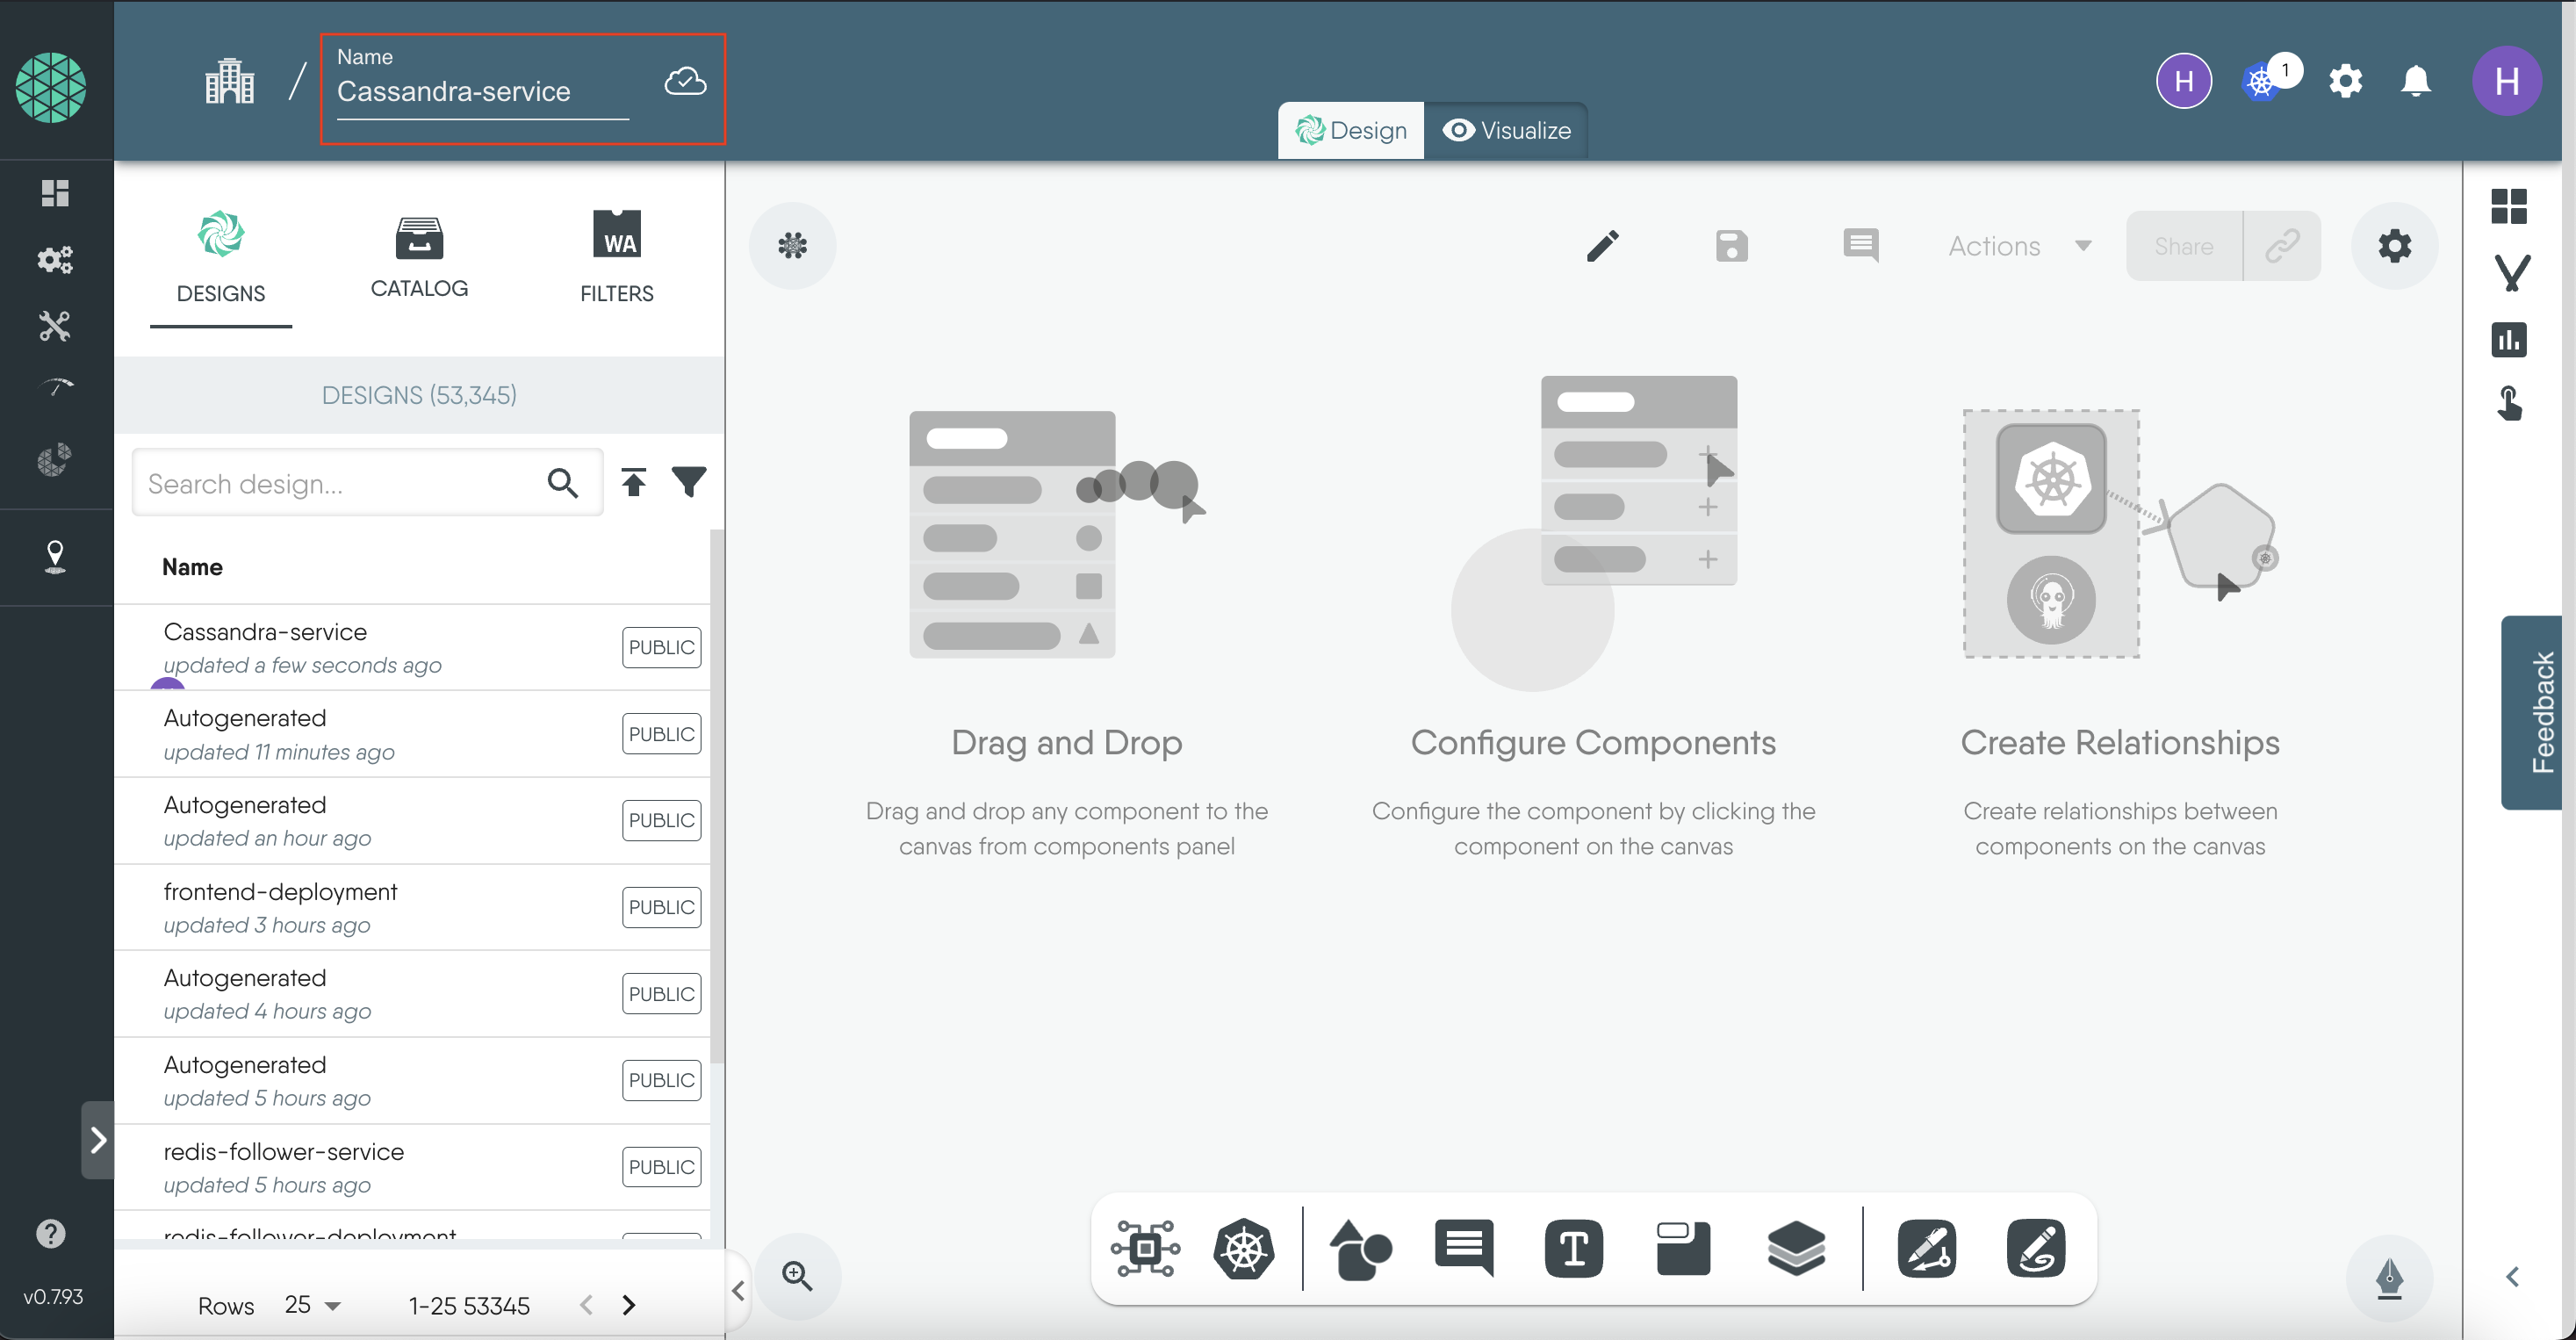 Name
Cassandra-service
Design
Visualize
H
1
H
DESIGNS
CATALOG
WA
FILTERS
DESIGNS (53,345)
Search design...
Name
Cassandra-service
updated a few seconds ago
PUBLIC
Autogenerated
updated 11 minutes ago
PUBLIC
Autogenerated
updated an hour ago
PUBLIC
frontend-deployment
updated 3 hours ago
PUBLIC
Autogenerated
updated 4 hours ago
PUBLIC
Autogenerated
updated 5 hours ago
PUBLIC
redis-follower-service
updated 5 hours ago
PUBLIC
redis-follower-deployment
Rows 25
1-25 53345
v0.7.93
Actions
Share
Drag and Drop
Drag and drop any component to the
canvas from components panel
Configure Components
Configure the component by clicking the
component on the canvas
Create Relationships
Create relationships between
components on the canvas
T
Feedback